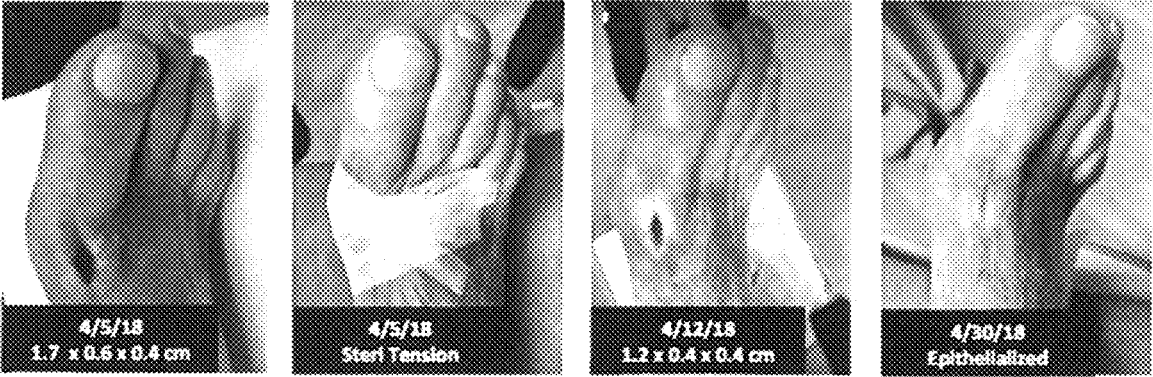 4/5/18
1.7 x 0.6 x 0.4 cm
4/5/18
Steri Tension
4/12/18
1.2 x 0.4 x 0.4 cm
4/30/18
Epithelialized